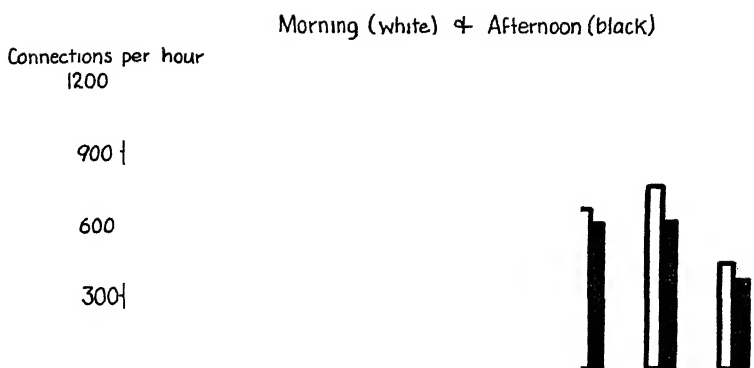 Morning (white) & Afternoon (black)
Connections per hour
1200
900
600
300